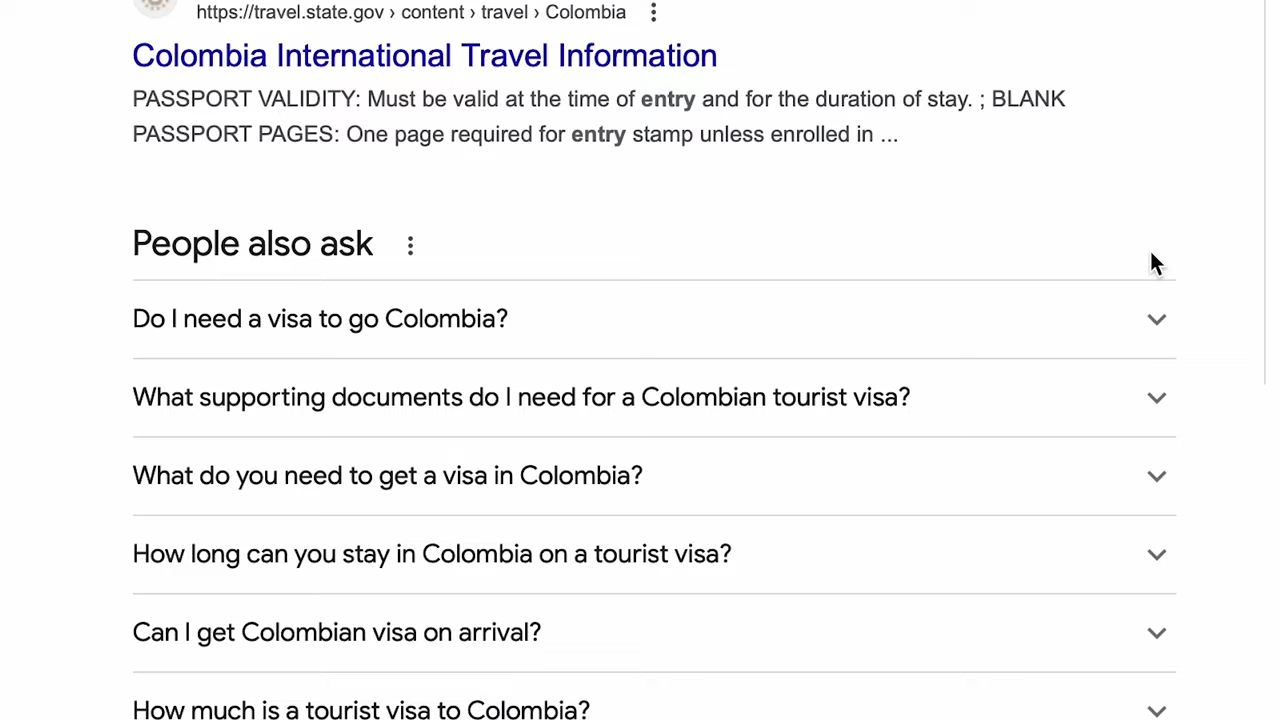 https://travel.state.gov › content › travel › Colombia
Colombia International Travel Information
PASSPORT VALIDITY: Must be valid at the time of entry and for the duration of stay. ; BLANK
PASSPORT PAGES: One page required for entry stamp unless enrolled in ...
People also ask
Do I need a visa to go Colombia?
What supporting documents do I need for a Colombian tourist visa?
What do you need to get a visa in Colombia?
How long can you stay in Colombia on a tourist visa?
Can I get Colombian visa on arrival?
How much is a tourist visa to Colombia?